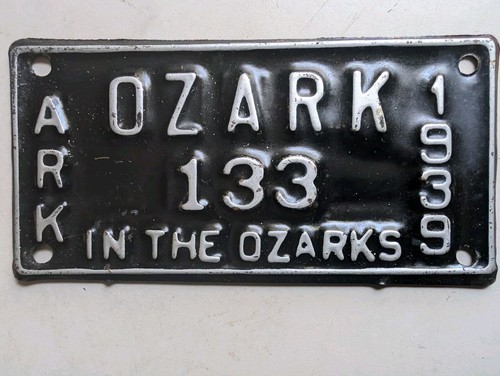 OZARK
ARK
133
1939
IN THE OZARKS